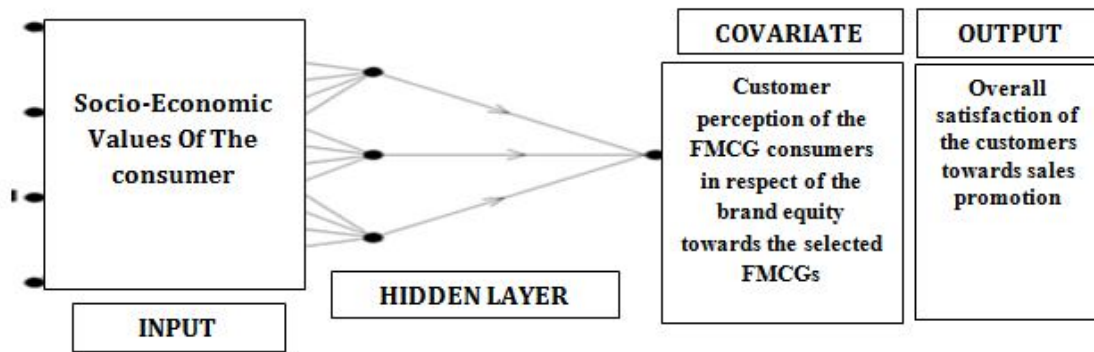 COVARIATE
OUTPUT
Socio-Economic
Values Of The
consumer
Customer
perception of the
FMCG consumers
in respect of the
brand equity
towards the selected
FMCGs
Overall
satisfaction of
the customers
towards sales
promotion
HIDDEN LAYER
INPUT